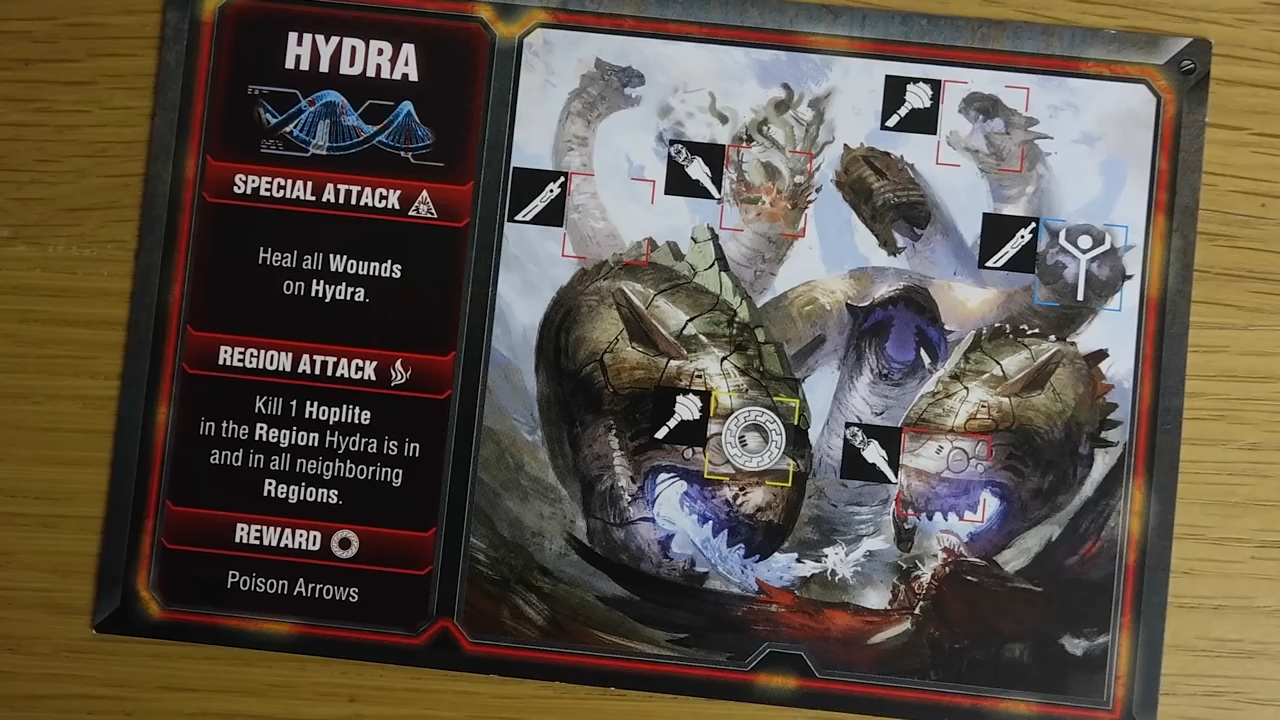 HYDRA
SPECIAL ATTACK
Heal all Wounds
on Hydra.
REGION ATTACK
Kill 1 Hoplite
in the Region Hydra is in
and in all neighboring
Regions.
REWARD
Poison Arrows